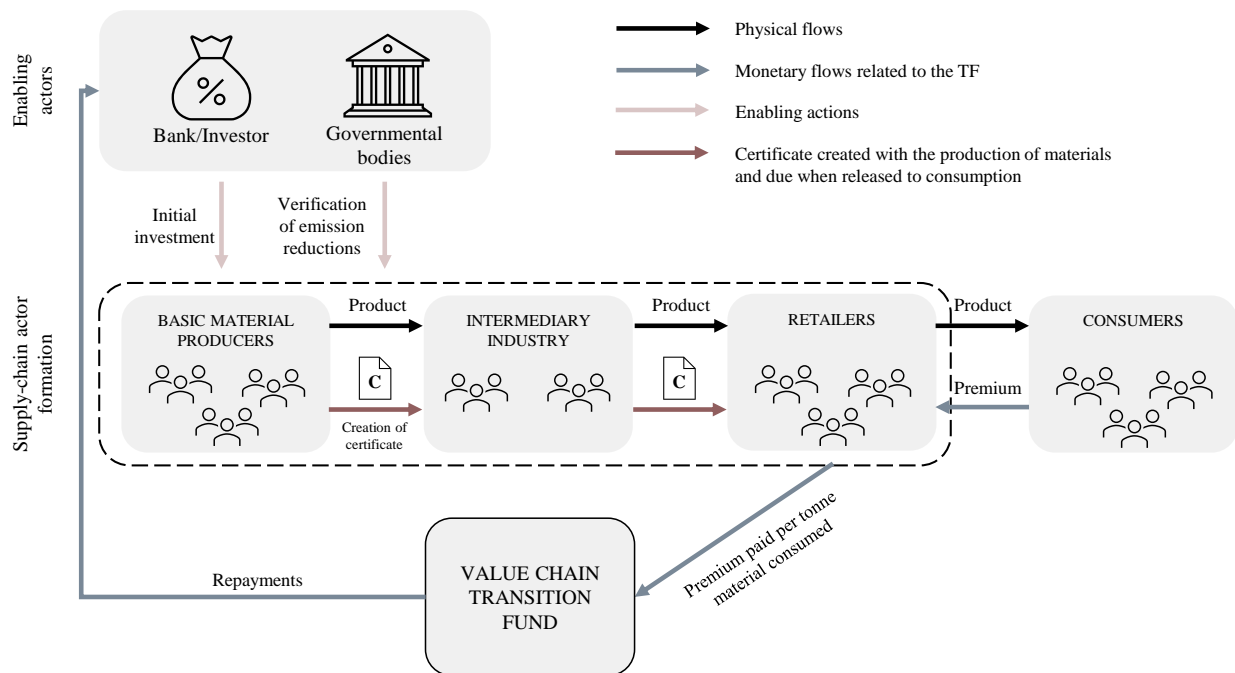 Enabling
actors
Bank/Investor
Governmental
bodies
Physical flows
Monetary flows related to the TF
Enabling actions
Certificate created with the production of materials
and due when released to consumption
Initial
investment
Verification
of emission
reductions
Supply-chain actor
formation
BASIC MATERIAL
PRODUCERS
Product
C
Creation of
certificate
INTERMEDIARY
INDUSTRY
Product
C
RETAILERS
Product
Premium
CONSUMERS
Premium paid per tonne
material consumed
Repayments
VALUE CHAIN
TRANSITION
FUND